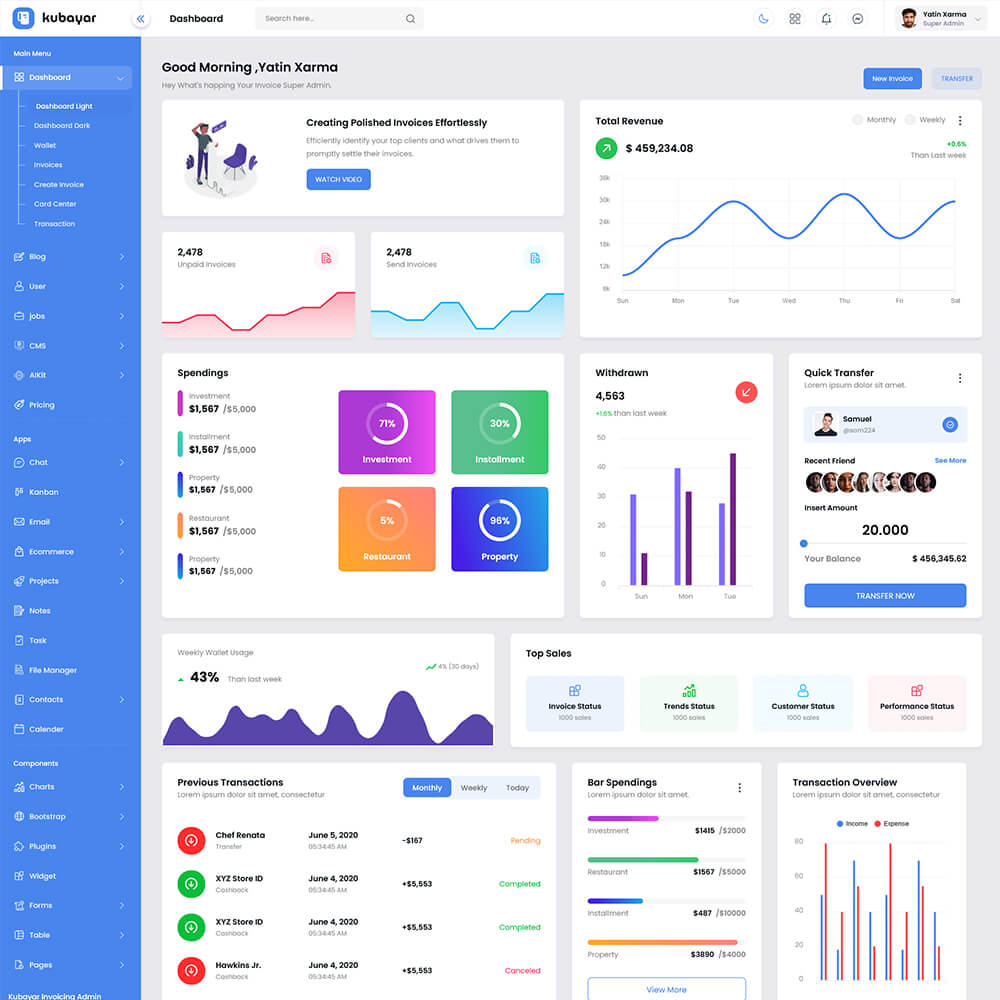 kubayar
Dashboard
Search here..
Yatin Xarma
Super Admin
Main Menu
Dashboard
Dashboard Light
Dashboard Dark
Wallet
Invoices
Create Invoice
Card Center
Transaction
Blog
User
jobs
CMS
AIKit
Pricing
Apps
Chat
Kanban
Email
Ecommerce
Projects
Notes
Task
File Manager
Contacts
Calender
Components
Charts
Bootstrap
Plugins
Widget
Forms
Table
Pages
Kubayar Invoicing Admin
Good Morning ,Yatin Xarma
Hey What's happing Your Invoice Super Admin.
New Invoice
TRANSFER
Creating Polished Invoices Effortlessly
Efficiently identify your top clients and what drives them to
promptly settle their invoices.
WATCH VIDEO
2,478
Unpaid Invoices
2,478
Send Invoices
Total Revenue
Monthly
Weekly
$ 459,234.08
+0.6%
Than Last week
36k
30k
24k
18k
12k
6k
Sun Mon Tue Wed Thu Fri Sat
Spendings
Investment
$1,567 /$5,000
Installment
$1,567 /$5,000
Property
$1,567 /$5,000
Restaurant
$1,567 /$5,000
Property
$1,567 /$5,000
71%
Investment
30%
Installment
5%
Restaurant
96%
Property
Withdrawn
4,563
+1.6% than last week
50
40
30
20
10
0
Sun Mon Tue
Quick Transfer
Lorem ipsum dolor sit amet.
Samuel
@som224
Recent Friend
See More
Insert Amount
20.000
Your Balance
$ 456,345.62
TRANSFER NOW
Weekly Wallet Usage
43% Than last week
4% (30 days)
Top Sales
Invoice Status
1000 sales
Trends Status
1000 sales
Customer Status
1000 sales
Performance Status
1000 sales
Previous Transactions
Lorem ipsum dolor sit amet, consectetur
Monthly Weekly Today
Chef Renata
Transfer
June 5, 2020
05:34:45 AM
-$167
Pending
XYZ Store ID
Cashback
June 4, 2020
05:34:45 AM
+$5,553
Completed
XYZ Store ID
Cashback
June 4, 2020
05:34:45 AM
+$5,553
Completed
Hawkins Jr.
Cashback
June 4, 2020
05:34:45 AM
+$5,553
Canceled
Bar Spendings
Lorem ipsum dolor sit amet.
Investment
$1415 /$2000
Restaurant
$1567 /$5000
Installment
$487 /$10000
Property
$3890 /$4000
View More
Transaction Overview
Lorem ipsum dolor sit amet, consectetur
Income Expense
80
60
40
20
0